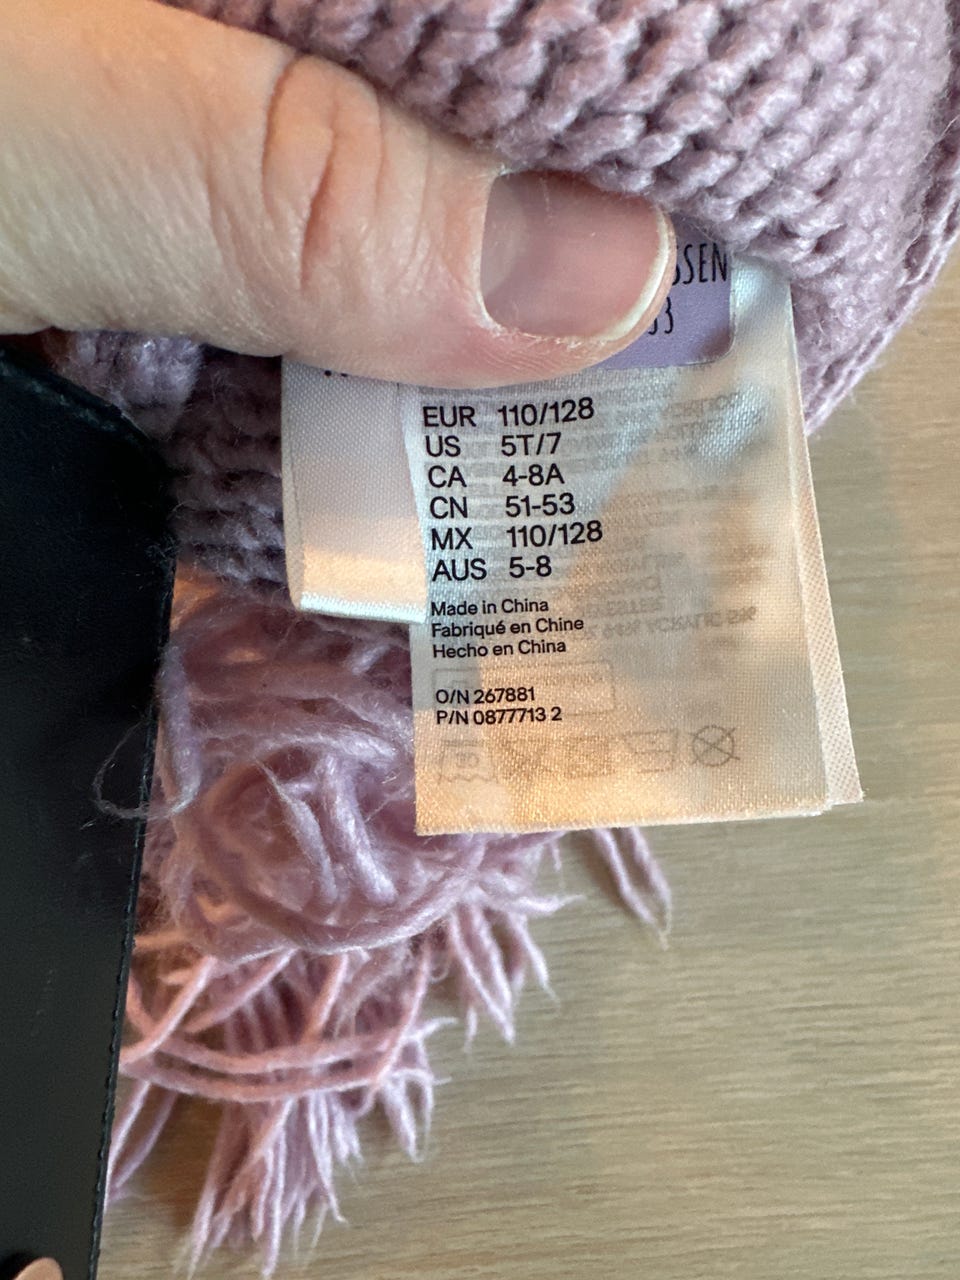 EUR 110/128
US 5T/7
CA 4-8A
CN 51-53
MX 110/128
AUS 5-8
Made in China
Fabriqué en Chine
Hecho en China
O/N 267881
P/N 0877713 2